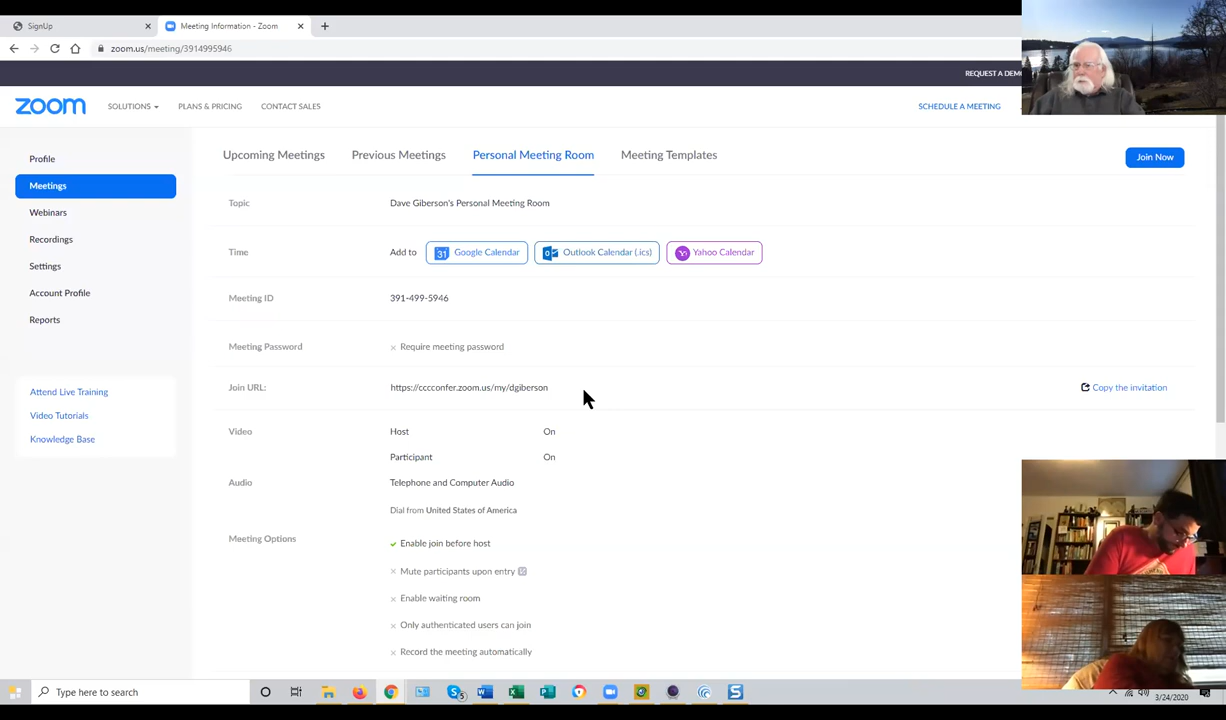 SignUp
Meeting Information - Zoom
zoom.us/meeting/3914995946
REQUEST A DEMO
zoom
SOLUTIONS
PLANS & PRICING
CONTACT SALES
SCHEDULE A MEETING
Profile
Meetings
Webinars
Recordings
Settings
Account Profile
Reports
Attend Live Training
Video Tutorials
Knowledge Base
Upcoming Meetings
Previous Meetings
Personal Meeting Room
Meeting Templates
Join Now
Topic
Dave Giberson's Personal Meeting Room
Time
Add to
31 Google Calendar
Outlook Calendar (.ics)
Yahoo Calendar
Meeting ID
391-499-5946
Meeting Password
Require meeting password
Join URL:
https://cccconfer.zoom.us/my/dgiberson
Copy the invitation
Video
Host
On
Participant
On
Audio
Telephone and Computer Audio
Dial from United States of America
Meeting Options
Enable join before host
Mute participants upon entry
Enable waiting room
Only authenticated users can join
Record the meeting automatically
Type here to search
3/24/2020